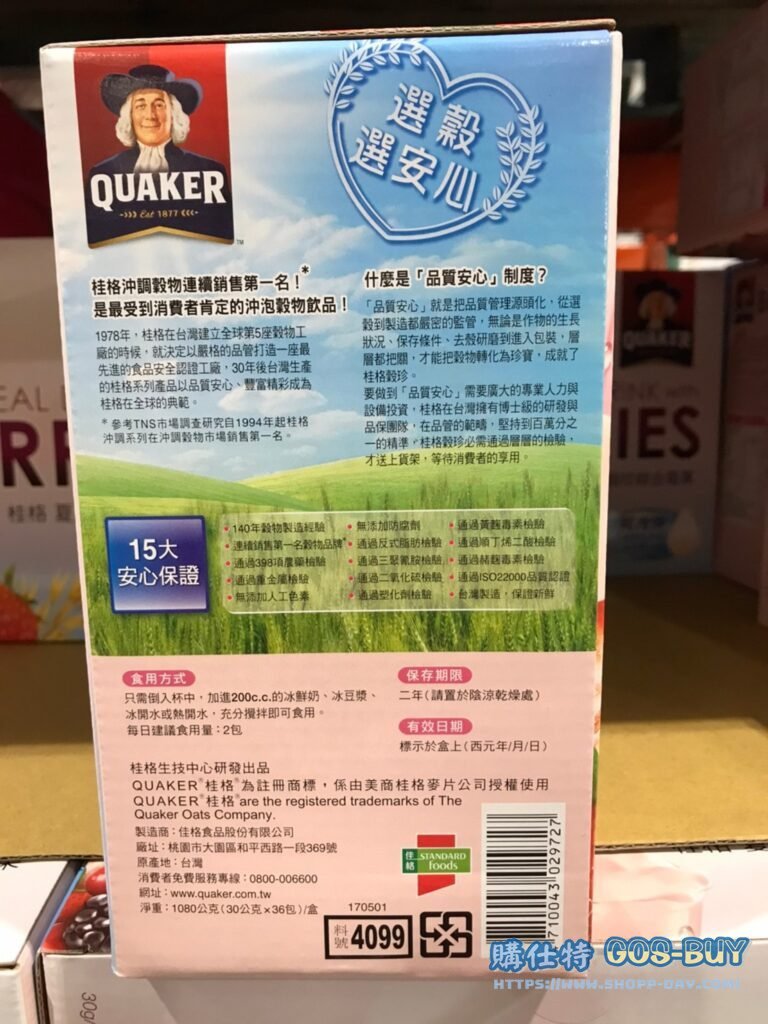 QUAKER
Est 1877
TM
選穀
選安心
桂格沖調穀物連續銷售第一名！*
是最受到消費者肯定的沖泡穀物飲品！
1978年，桂格在台灣建立全球第5座穀物工
廠的時候，就決定以嚴格的品管打造一座最
先進的食品安全認證工廠，30年後台灣生產
的桂格系列產品以品質安心、豐富精彩成為
桂格在全球的典範。
*參考TNS市場調查研究自1994年起桂格
沖調系列在沖調穀物市場銷售第一名。
什麼是「品質安心」制度？
「品質安心」就是把品質管理源頭化，從選
穀到製造都嚴密的監管，無論是作物的生長
狀況、保存條件、去殼研磨到進入包裝，層
層都把關，才能把穀物轉化為珍寶，成就了
桂格穀珍。
要做到「品質安心」需要廣大的專業人力與
設備投資，桂格在台灣擁有博士級的研發與
品保團隊，在品管的範疇，堅持到百萬分之
一的精準，桂格穀珍必需通過層層的檢驗，
才送上貨架，等待消費者的享用。
15大
安心保證
•140年穀物製造經驗
•連續銷售第一名穀物品牌*
•通過398項農藥檢驗
•通過重金屬檢驗
•無添加人工色素
•無添加防腐劑
•通過反式脂肪檢驗
•通過三聚氰胺檢驗
•通過二氧化硫檢驗
•通過塑化劑檢驗
•通過黃麴毒素檢驗
•通過順丁烯二酸檢驗
•通過赭麴毒素檢驗
•通過ISO22000品質認證
•台灣製造，保證新鮮
食用方式
只需倒入杯中，加進200c.c.的冰鮮奶、冰豆漿、
冰開水或熱開水，充分攪拌即可食用。
每日建議食用量：2包
保存期限
二年(請置於陰涼乾燥處)
有效日期
標示於盒上(西元年/月/日)
桂格生技中心研發出品
QUAKER®桂格®為註冊商標，係由美商桂格麥片公司授權使用
QUAKER®桂格®are the registered trademarks of The
Quaker Oats Company.
製造商：佳格食品股份有限公司
廠址：桃園市大園區和平西路一段369號
原產地：台灣
消費者免費服務專線：0800-006600
網址：www.quaker.com.tw
淨重：1080公克(30公克×36包)/盒
170501
佳格
STANDARD
foods
料號
4099
710043 029727
QUAKER
IES
桂格
30g
購仕特 GOS-BUY
HTTPS://WWW.SHOPP-DAY.COM/